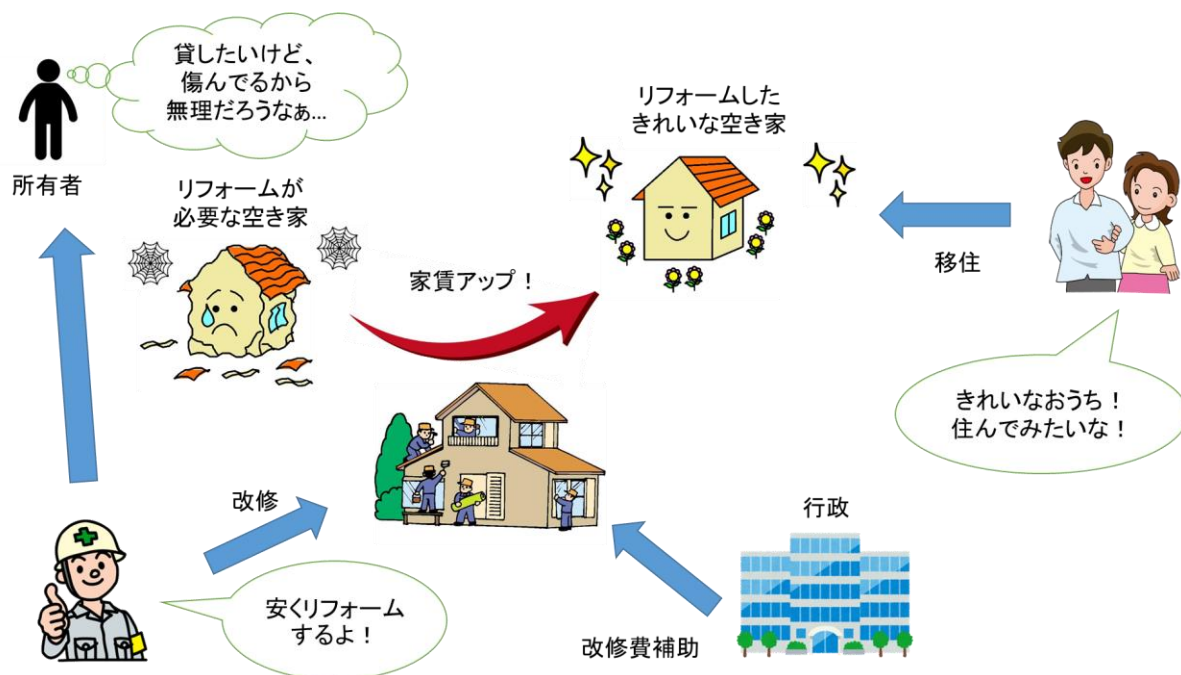 貸したいけど、
傷んでるから
無理だろうなぁ…
所有者
リフォームが
必要な空き家
リフォームした
きれいな空き家
家賃アップ！
移住
きれいなおうち！
住んでみたいな！
改修
安くリフォーム
するよ！
行政
改修費補助